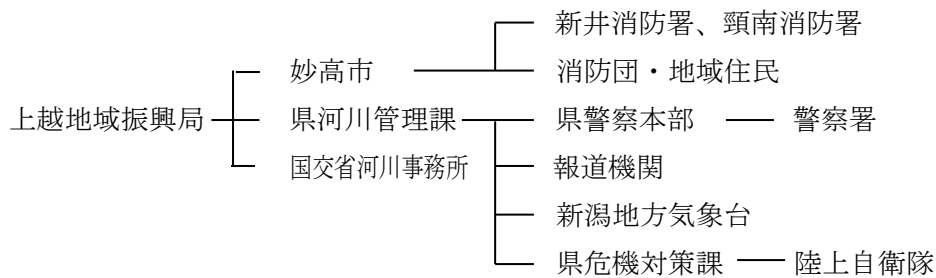 新井消防署、頸南消防署
妙高市 消防団・地域住民
上越地域振興局 県河川管理課 県警察本部 警察署
国交省河川事務所 報道機関
新潟地方気象台
県危機対策課 陸上自衛隊